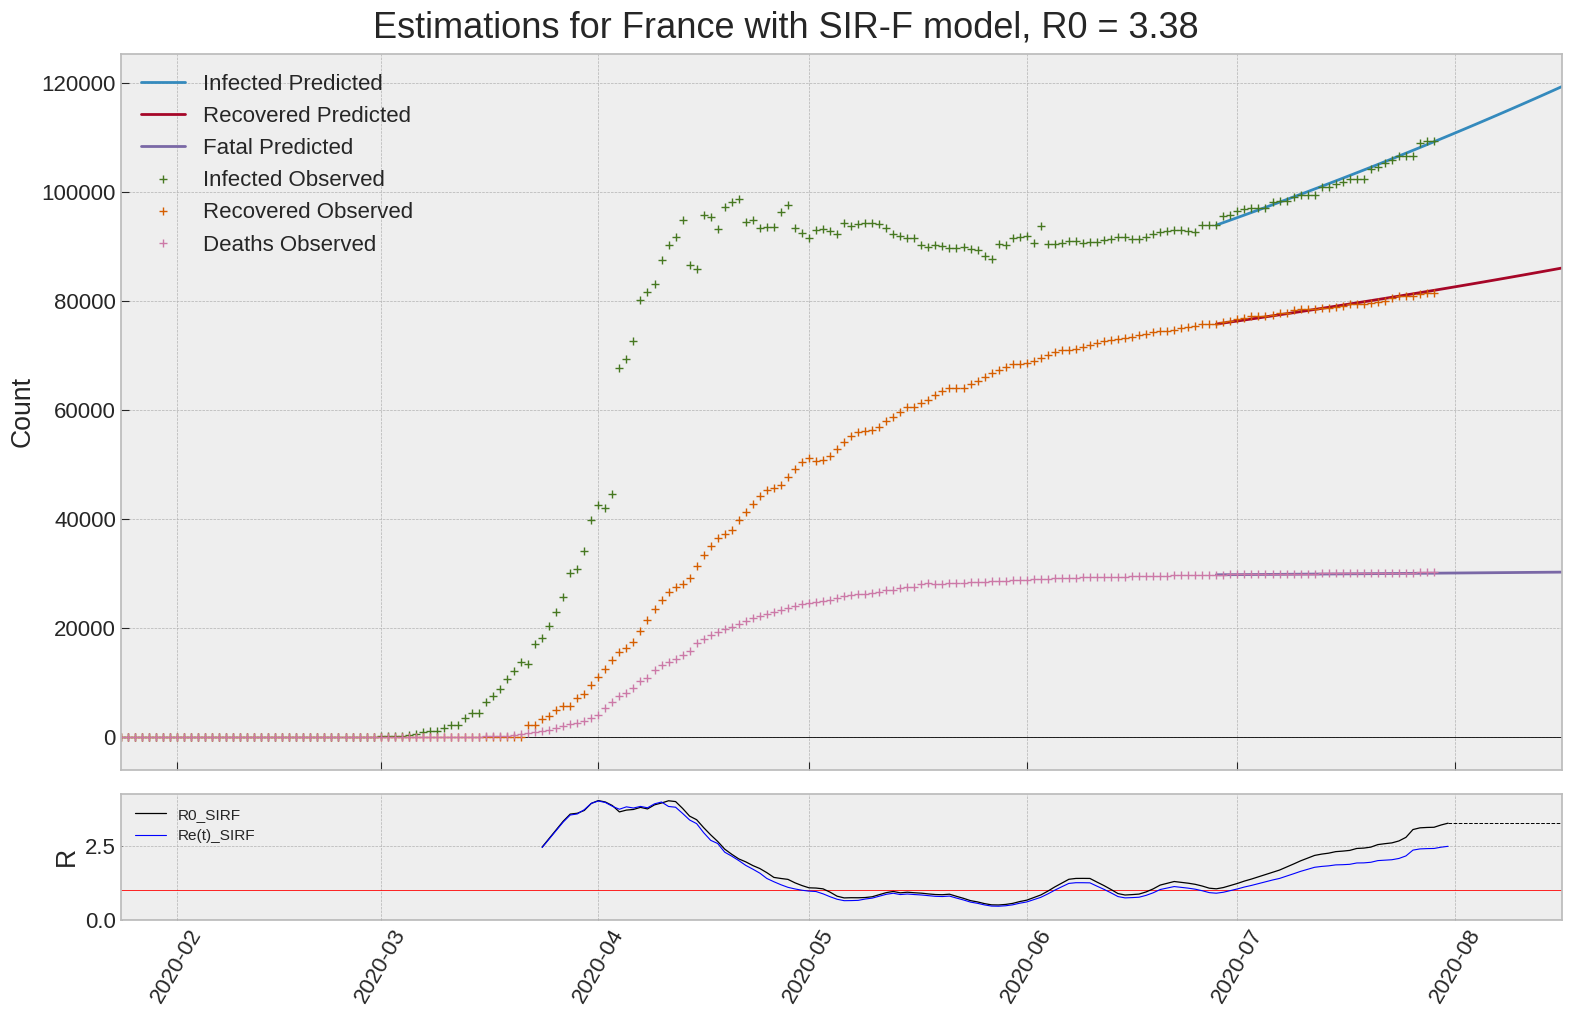 Estimations for France with SIR-F model, R0 = 3.38
Infected Predicted
Recovered Predicted
Fatal Predicted
Infected Observed
Recovered Observed
Deaths Observed
120000
100000
80000
60000
40000
20000
0
Count
R0_SIRF
Re(t)_SIRF
2.5
0.0
R
2020-02
2020-03
2020-04
2020-05
2020-06
2020-07
2020-08